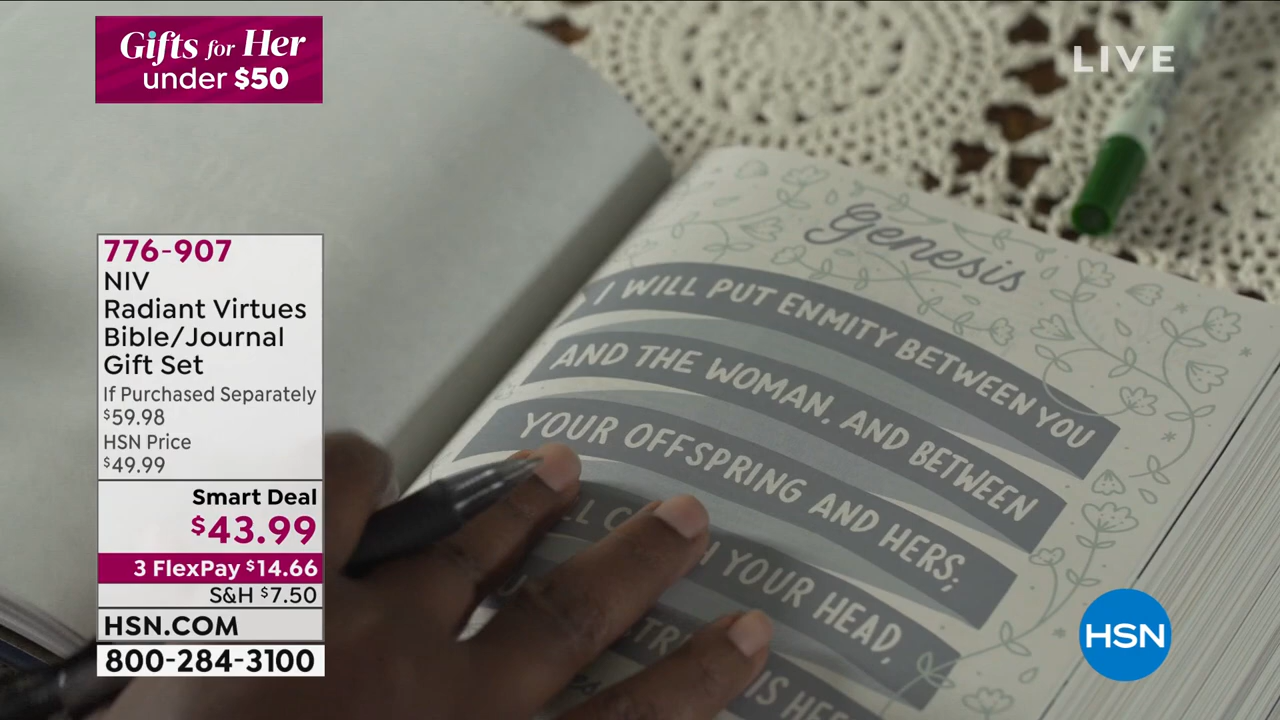 Gifts for Her
under $50
LIVE
776-907
NIV
Radiant Virtues
Bible/Journal
Gift Set
If Purchased Separately
$59.98
HSN Price
$49.99
Smart Deal
$43.99
3 FlexPay $14.66
S&H $7.50
HSN.COM
800-284-3100
Genesis
I WILL PUT ENMITY BETWEEN YOU
AND THE WOMAN, AND BETWEEN
YOUR OFFSPRING AND HERS;
YOUR HEAD,
HIS
HSN